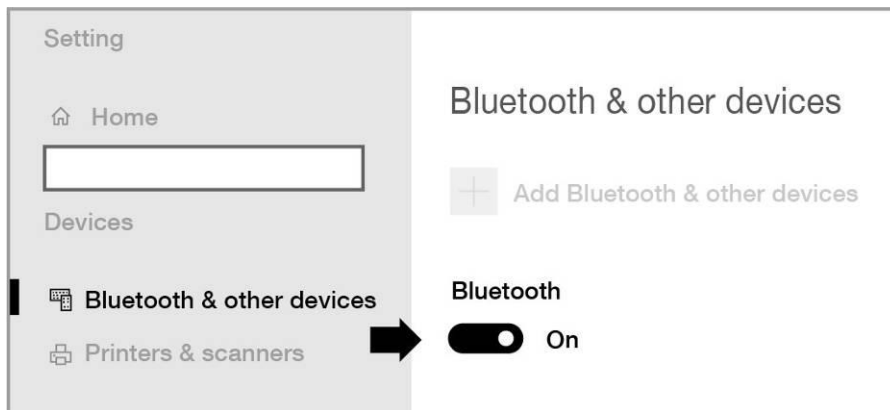 Setting
Home
Devices
Bluetooth & other devices
Printers & scanners
Bluetooth & other devices
Add Bluetooth & other devices
Bluetooth
On